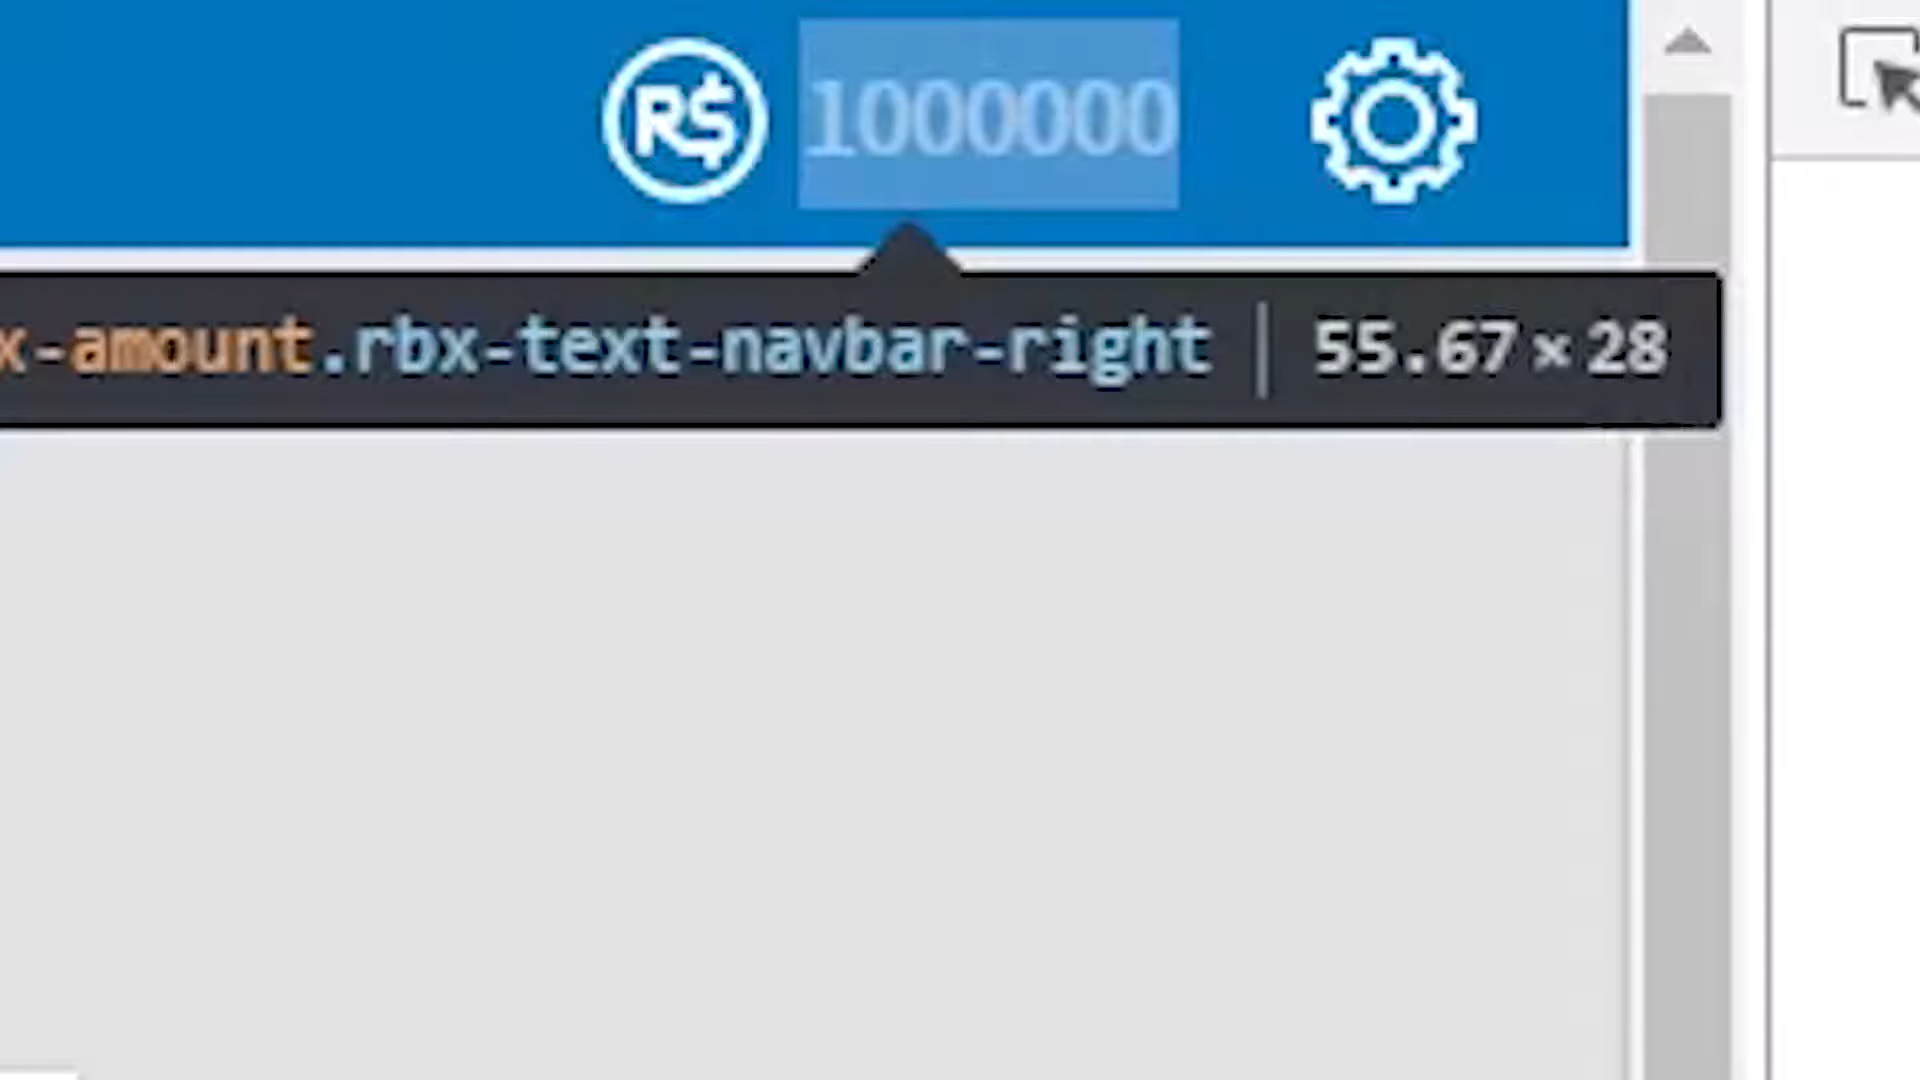 R$ 1000000
x-amount.rbx-text-navbar-right | 55.67 × 28